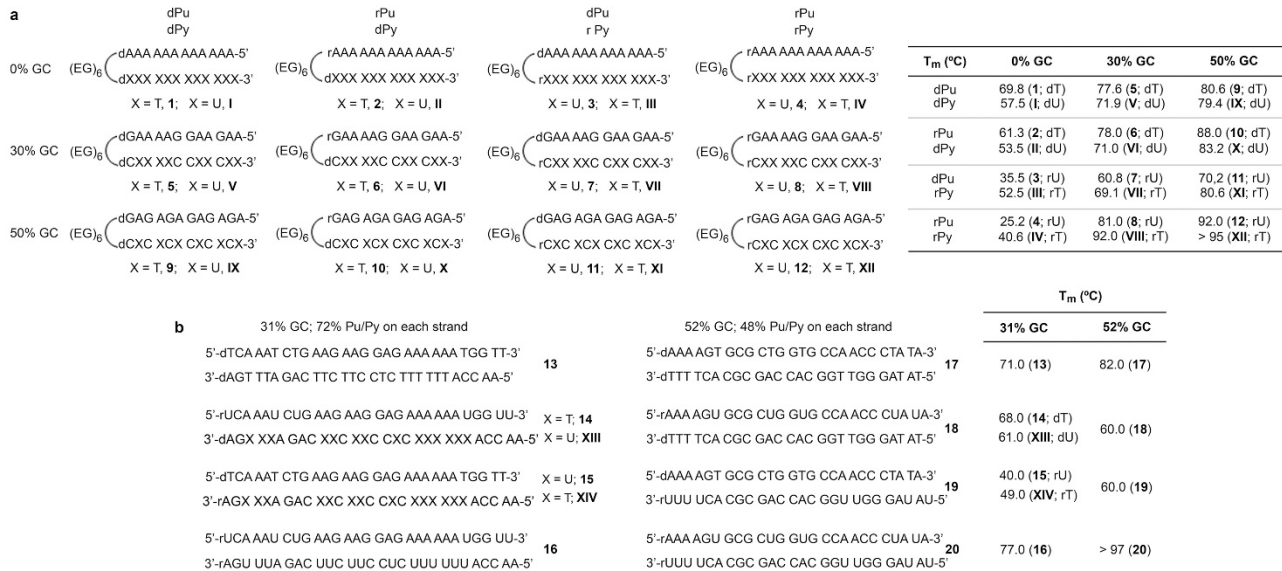 a
dPu rPu dPu rPu
dPy dPy r Py rPy
0% GC
(EG)6 dAAA AAA AAA AAA-5'
dXXX XXX XXX XXX-3'
X = T, 1; X = U, I
(EG)6 rAAA AAA AAA AAA-5'
dXXX XXX XXX XXX-3'
X = T, 2; X = U, II
(EG)6 dAAA AAA AAA AAA-5'
rXXX XXX XXX XXX-3'
X = U, 3; X = T, III
(EG)6 rAAA AAA AAA AAA-5'
rXXX XXX XXX XXX-3'
X = U, 4; X = T, IV
30% GC
(EG)6 dGAA AAG GAA GAA-5'
dCXX XXC CXX CXX-3'
X = T, 5; X = U, V
(EG)6 rGAA AAG GAA GAA-5'
dCXX XXC CXX CXX-3'
X = T, 6; X = U, VI
(EG)6 dGAA AAG GAA GAA-5'
rCXX XXC CXX CXX-3'
X = U, 7; X = T, VII
(EG)6 rGAA AAG GAA GAA-5'
rCXX XXC CXX CXX-3'
X = U, 8; X = T, VIII
50% GC
(EG)6 dGAG AGA GAG AGA-5'
dCXC XCX CXC XCX-3'
X = T, 9; X = U, IX
(EG)6 rGAG AGA GAG AGA-5'
dCXC XCX CXC XCX-3'
X = T, 10; X = U, X
(EG)6 dGAG AGA GAG AGA-5'
rCXC XCX CXC XCX-3'
X = U, 11; X = T, XI
(EG)6 rGAG AGA GAG AGA-5'
rCXC XCX CXC XCX-3'
X = U, 12; X = T, XII
Tm (ºC) 0% GC 30% GC 50% GC
dPu 69.8 (1; dT) 77.6 (5; dT) 80.6 (9; dT)
dPy 57.5 (I; dU) 71.9 (V; dU) 79.4 (IX; dU)
rPu 61.3 (2; dT) 78.0 (6; dT) 88.0 (10; dT)
dPy 53.5 (II; dU) 71.0 (VI; dU) 83.2 (X; dU)
dPu 35.5 (3; rU) 60.8 (7; rU) 70,2 (11; rU)
rPy 52.5 (III; rT) 69.1 (VII; rT) 80.6 (XI; rT)
rPu 25.2 (4; rU) 81.0 (8; rU) 92.0 (12; rU)
rPy 40.6 (IV; rT) 92.0 (VIII; rT) > 95 (XII; rT)
b
31% GC; 72% Pu/Py on each strand
5'-dTCA AAT CTG AAG AAG GAG AAA AAA TGG TT-3'
3'-dAGT TTA GAC TTC TTC CTC TTT TTT ACC AA-5'
13
5'-rUCA AAU CUG AAG AAG GAG AAA AAA UGG UU-3'
3'-dAGX XXA GAC XXC XXC CXC XXX XXX ACC AA-5'
X = T; 14
X = U; XIII
5'-dTCA AAT CTG AAG AAG GAG AAA AAA TGG TT-3'
3'-rAGX XXA GAC XXC XXC CXC XXX XXX ACC AA-5'
X = U; 15
X = T; XIV
5'-rUCA AAU CUG AAG AAG GAG AAA AAA UGG UU-3'
3'-rAGU UUA GAC UUC UUC CUC UUU UUU ACC AA-5'
16
52% GC; 48% Pu/Py on each strand
5'-dAAA AGT GCG CTG GTG CCA ACC CTA TA-3'
3'-dTTT TCA CGC GAC CAC GGT TGG GAT AT-5'
17
5'-rAAA AGU GCG CUG GUG CCA ACC CUA UA-3'
3'-dTTT TCA CGC GAC CAC GGT TGG GAT AT-5'
18
5'-dAAA AGT GCG CTG GTG CCA ACC CTA TA-3'
3'-rUUU UCA CGC GAC CAC GGU UGG GAU AU-5'
19
5'-rAAA AGU GCG CUG GUG CCA ACC CUA UA-3'
3'-rUUU UCA CGC GAC CAC GGU UGG GAU AU-5'
20
Tm (ºC)
31% GC 52% GC
71.0 (13) 82.0 (17)
68.0 (14; dT)
61.0 (XIII; dU) 60.0 (18)
40.0 (15; rU)
49.0 (XIV; rT) 60.0 (19)
77.0 (16) > 97 (20)